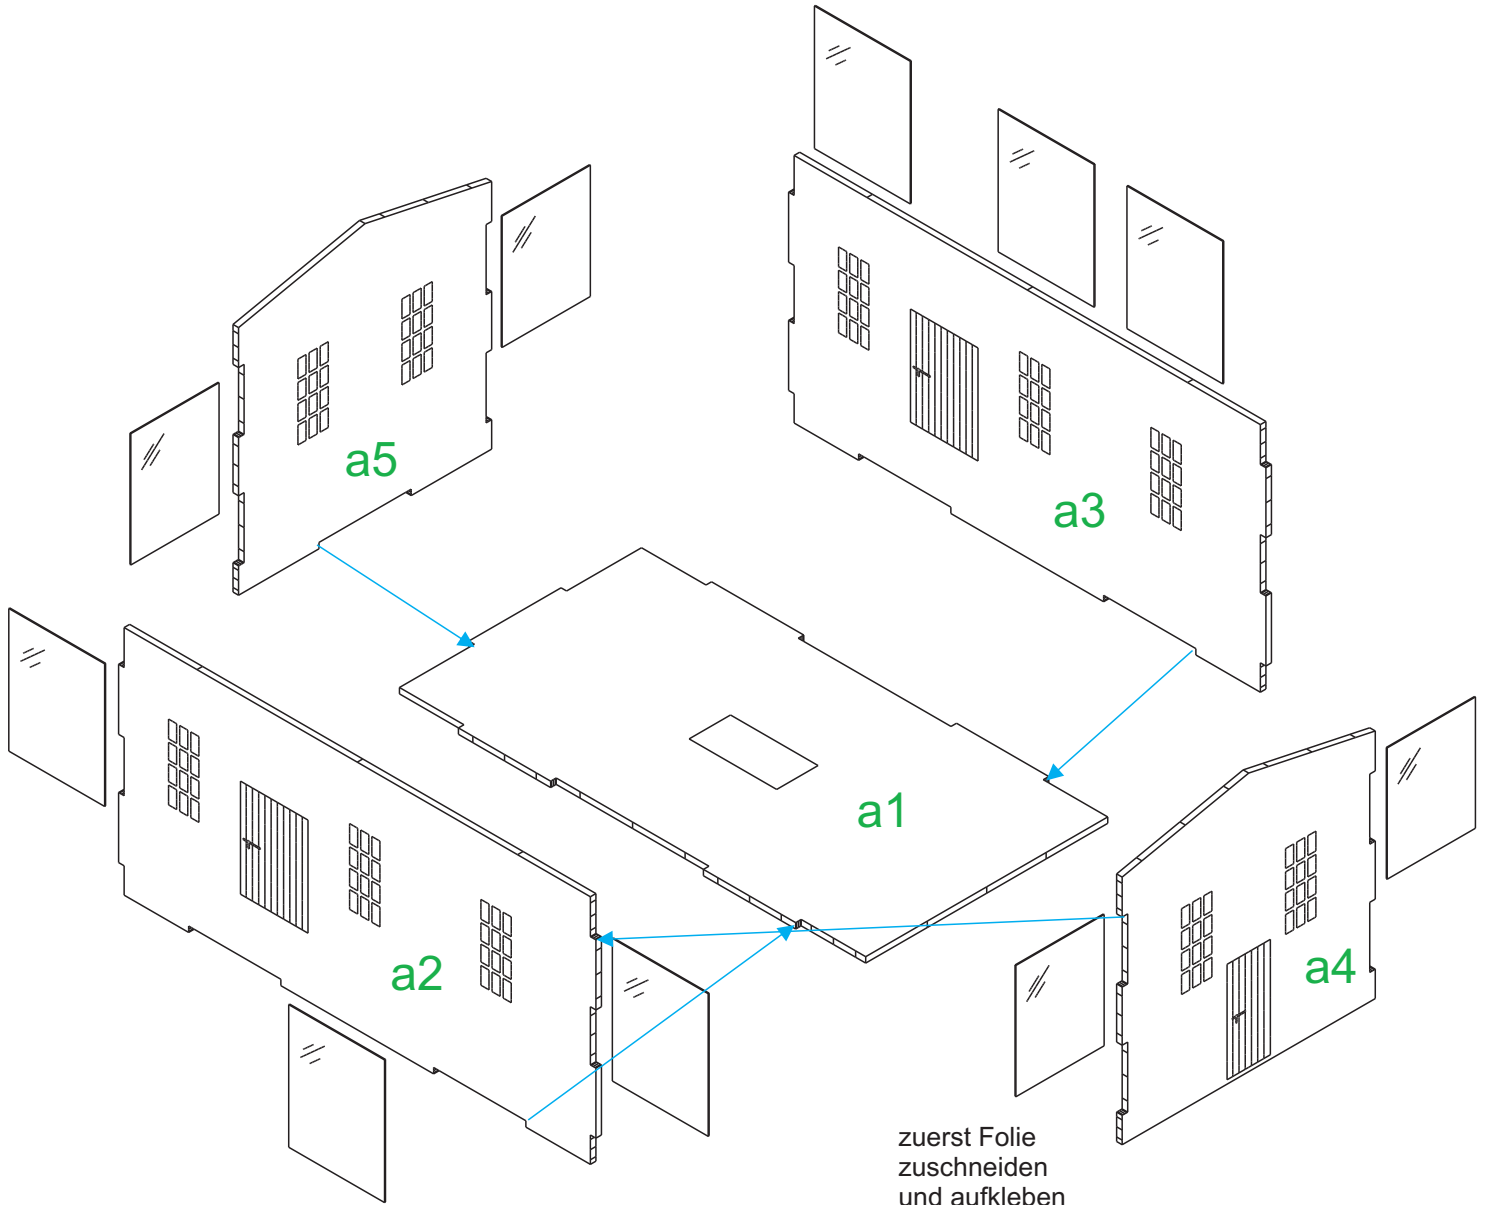 a5
a3
a1
a2
a4
zuerst Folie
zuschneiden
und aufkleben